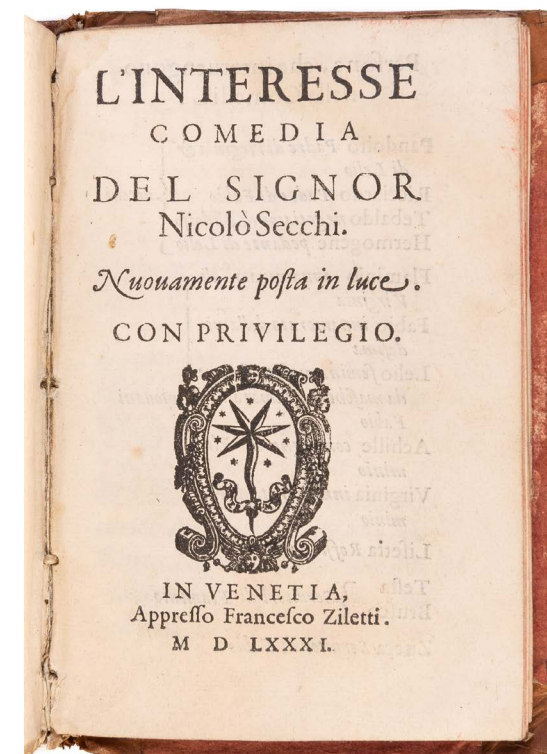 L'INTERESSE
COMEDIA
DEL SIGNOR
Nicolò Secchi.
Nuouamente poſta in luce.
CON PRIVILEGIO.
IN VENETIA,
Appreſſo Franceſco Ziletti.
M D LXXXI.